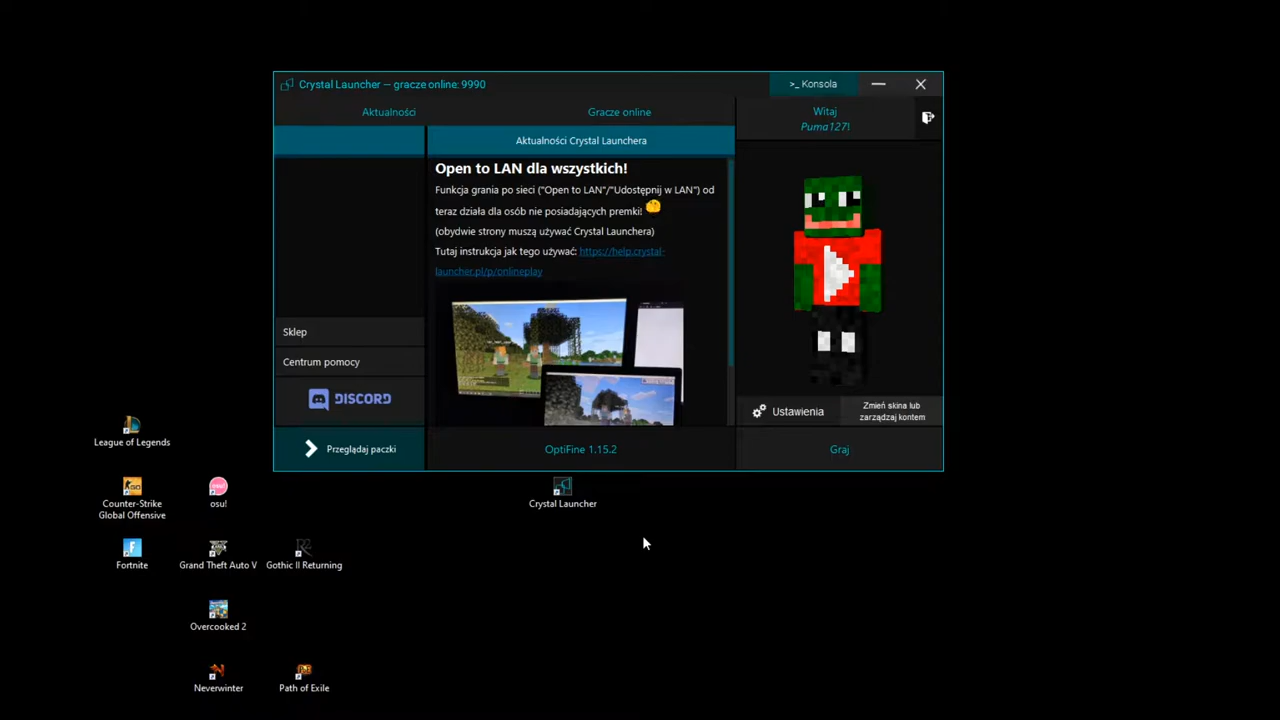 Crystal Launcher – gracze online: 9990
>_ Konsola
Aktualności
Gracze online
Witaj
Puma127!
Aktualności Crystal Launchera
Open to LAN dla wszystkich!
Funkcja grania po sieci ("Open to LAN"/"Udostępnij w LAN") od
teraz działa dla osób nie posiadających premki!
(obydwie strony muszą używać Crystal Launchera)
Tutaj instrukcja jak tego używać: https://help.crystal-
launcher.pl/p/onlineplay
Sklep
Centrum pomocy
DISCORD
Ustawienia
Zmień skina lub
zarządzaj kontem
Przeglądaj paczki
OptiFine 1.15.2
Graj
League of Legends
Counter-Strike
Global Offensive
osu!
Crystal Launcher
Fortnite
Grand Theft Auto V
Gothic II Returning
Overcooked 2
Neverwinter
Path of Exile